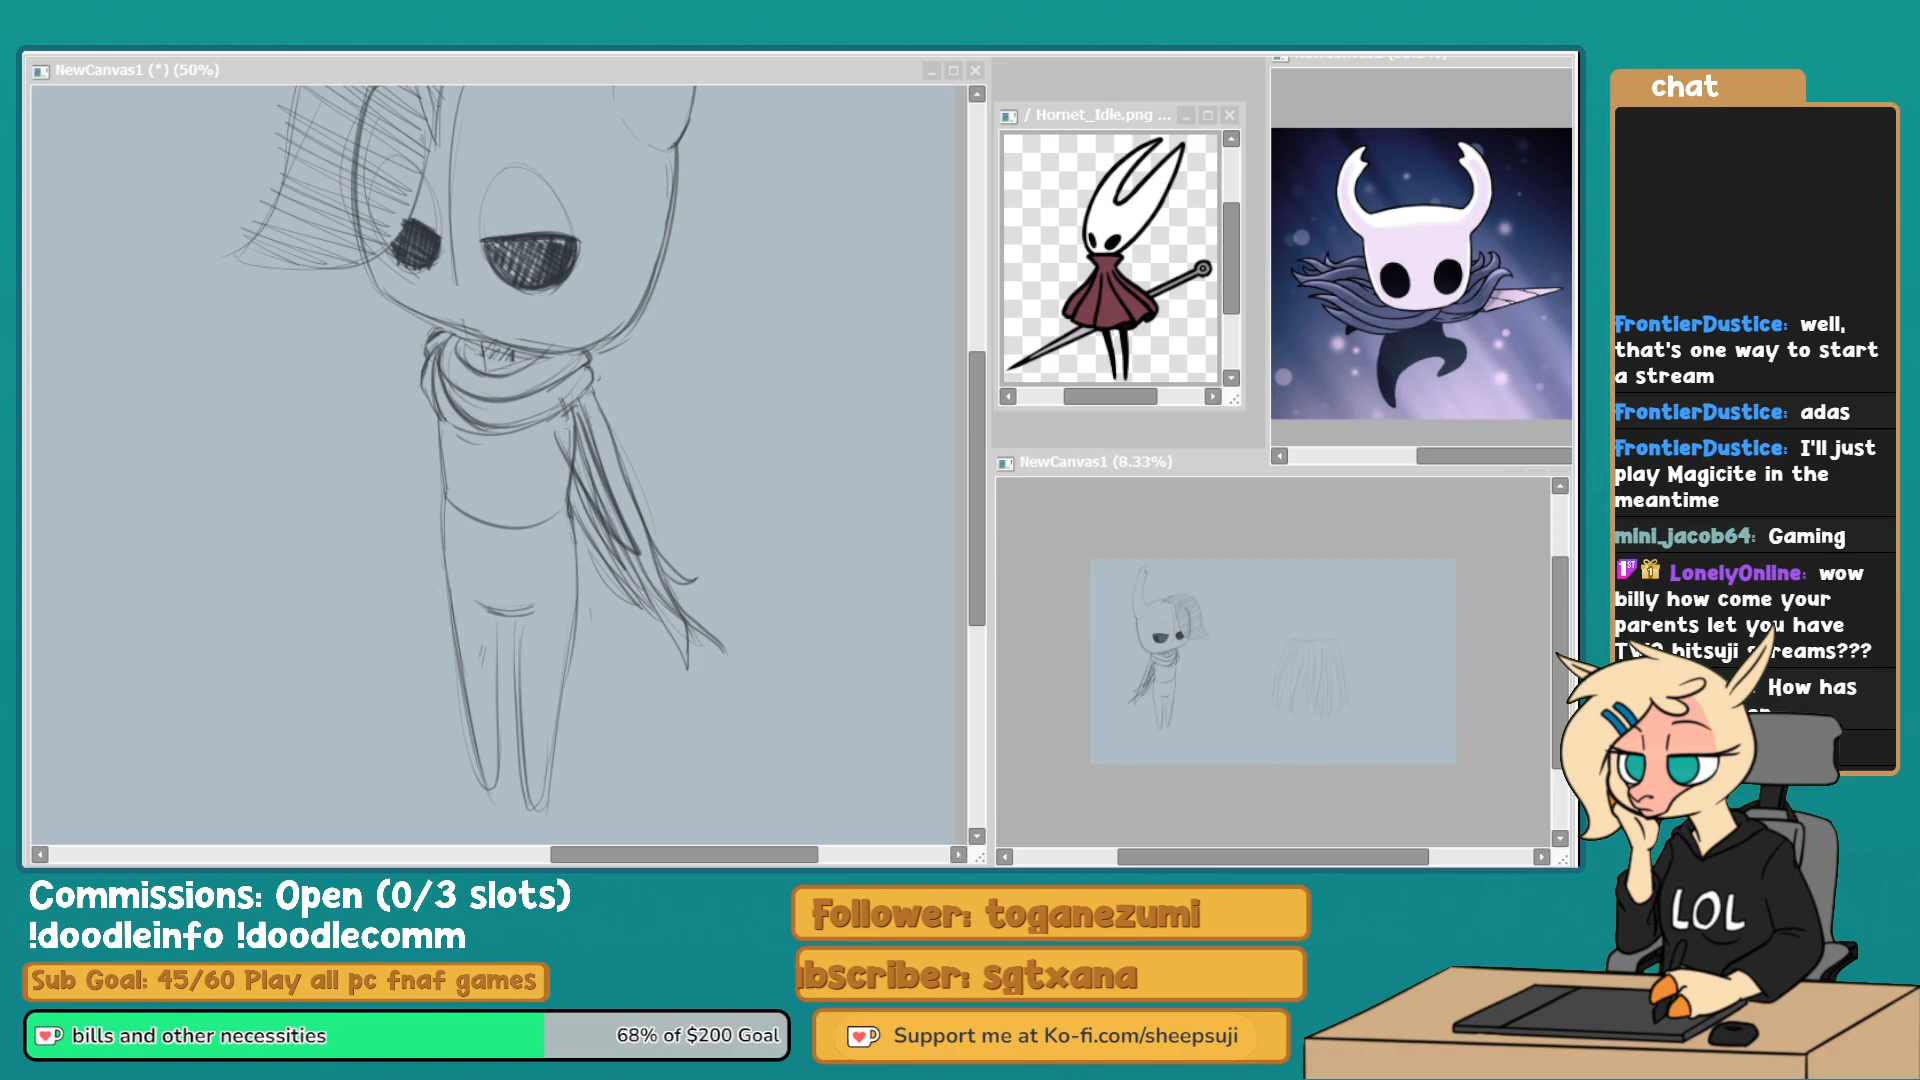 NewCanvas1 (*) (50%)
/ Hornet_Idle.png ...
NewCanvas1 (8.33%)
chat
FrontierDustice: well,
that's one way to start
a stream
FrontierDustice: adas
FrontierDustice: I'll just
play Magicite in the
meantime
mini_jacob64: Gaming
1ST 1 LonelyOnline: wow
billy how come your
parents let you have
hitsuji
How has
LOL
Commissions: Open (0/3 slots)
!doodleinfo !doodlecomm
Sub Goal: 45/60 Play all pc fnaf games
bills and other necessities 68% of $200 Goal
Follower: toganezumi
bscriber: sgtxana
Support me at Ko-fi.com/sheepsuji